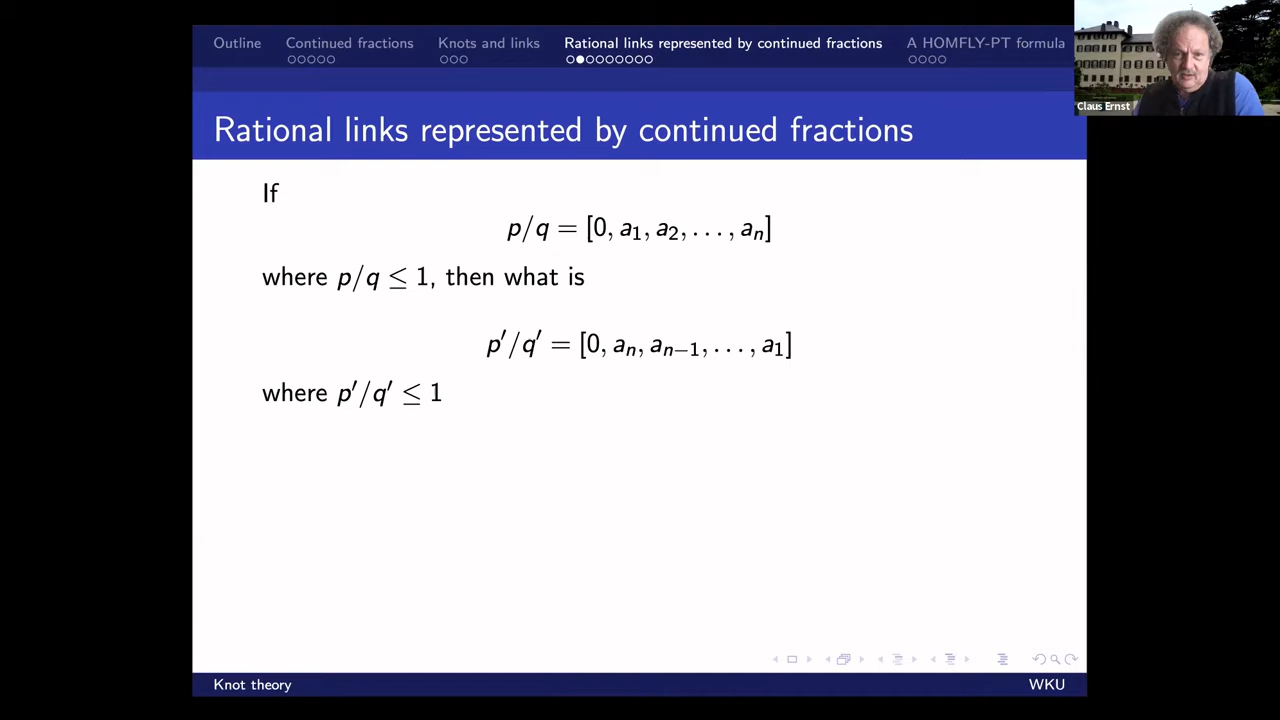 Outline
Continued fractions
Knots and links
Rational links represented by continued fractions
A HOMFLY-PT formula
Claus Ernst
Rational links represented by continued fractions
If
p/q = [0, a₁, a₂, . . . , aₙ]
where p/q ≤ 1, then what is
p′/q′ = [0, aₙ, aₙ₋₁, . . . , a₁]
where p′/q′ ≤ 1
Knot theory
WKU